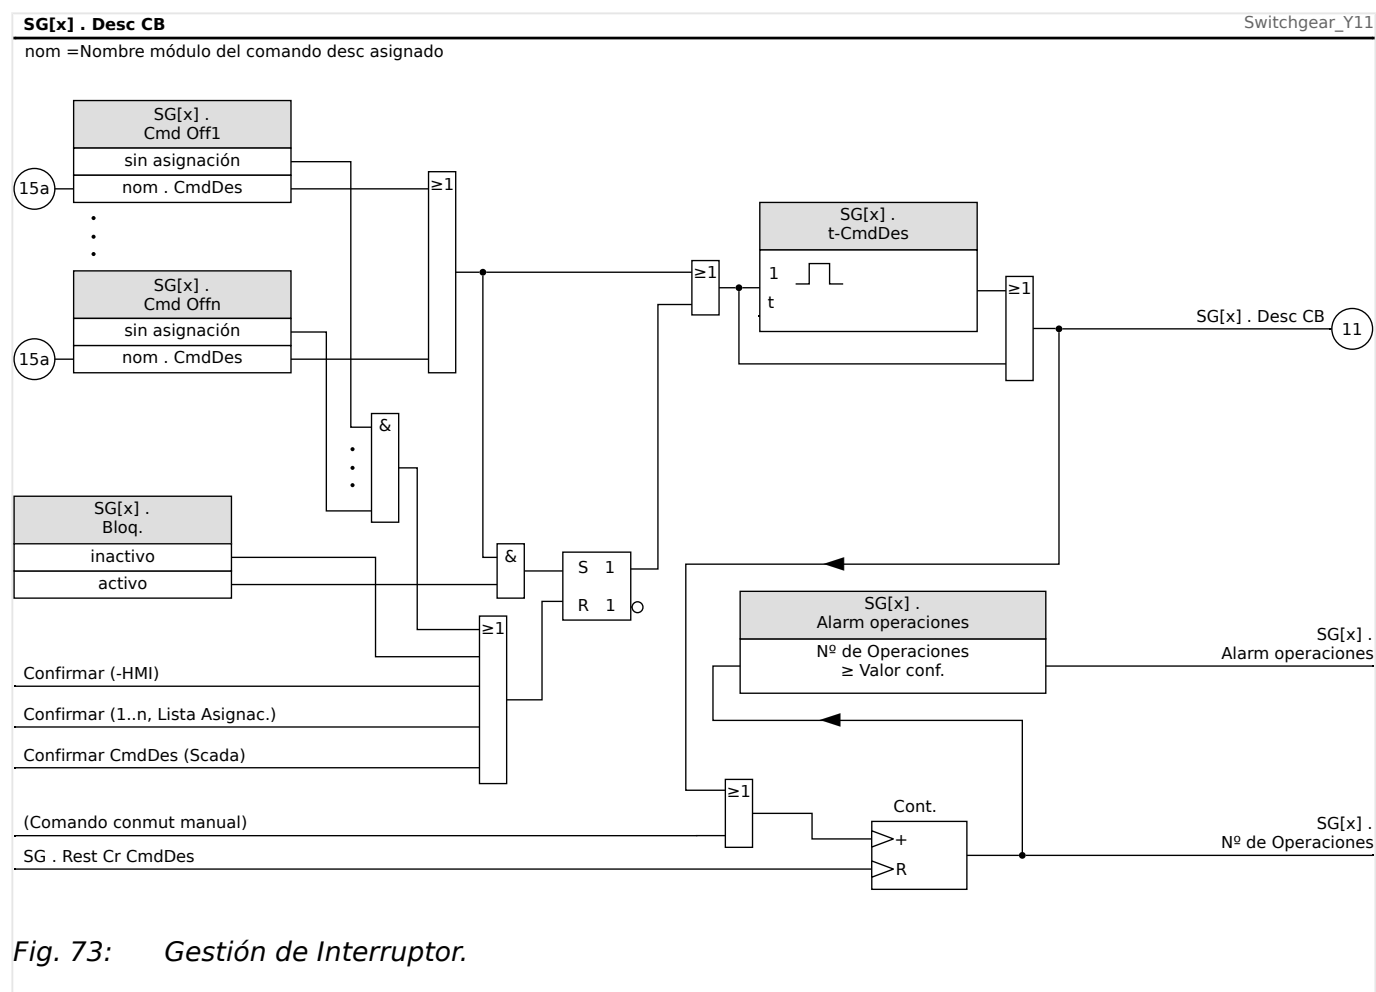 SG[x] . Desc CB
Switchgear_Y11
nom =Nombre módulo del comando desc asignado
SG[x] .
Cmd Off1
sin asignación
15a
nom . CmdDes
≥1
SG[x] .
t-CmdDes
1
t
≥1
≥1
SG[x] . Desc CB
11
SG[x] .
Cmd Offn
sin asignación
15a
nom . CmdDes
&
SG[x] .
Bloq.
inactivo
activo
&
S 1
R 1
≥1
SG[x] .
Alarm operaciones
Nº de Operaciones
≥ Valor conf.
SG[x] .
Alarm operaciones
Confirmar (-HMI)
Confirmar (1..n, Lista Asignac.)
Confirmar CmdDes (Scada)
≥1
Cont.
(Comando conmut manual)
+
SG[x] .
Nº de Operaciones
SG . Rest Cr CmdDes
R
Fig. 73: Gestión de Interruptor.